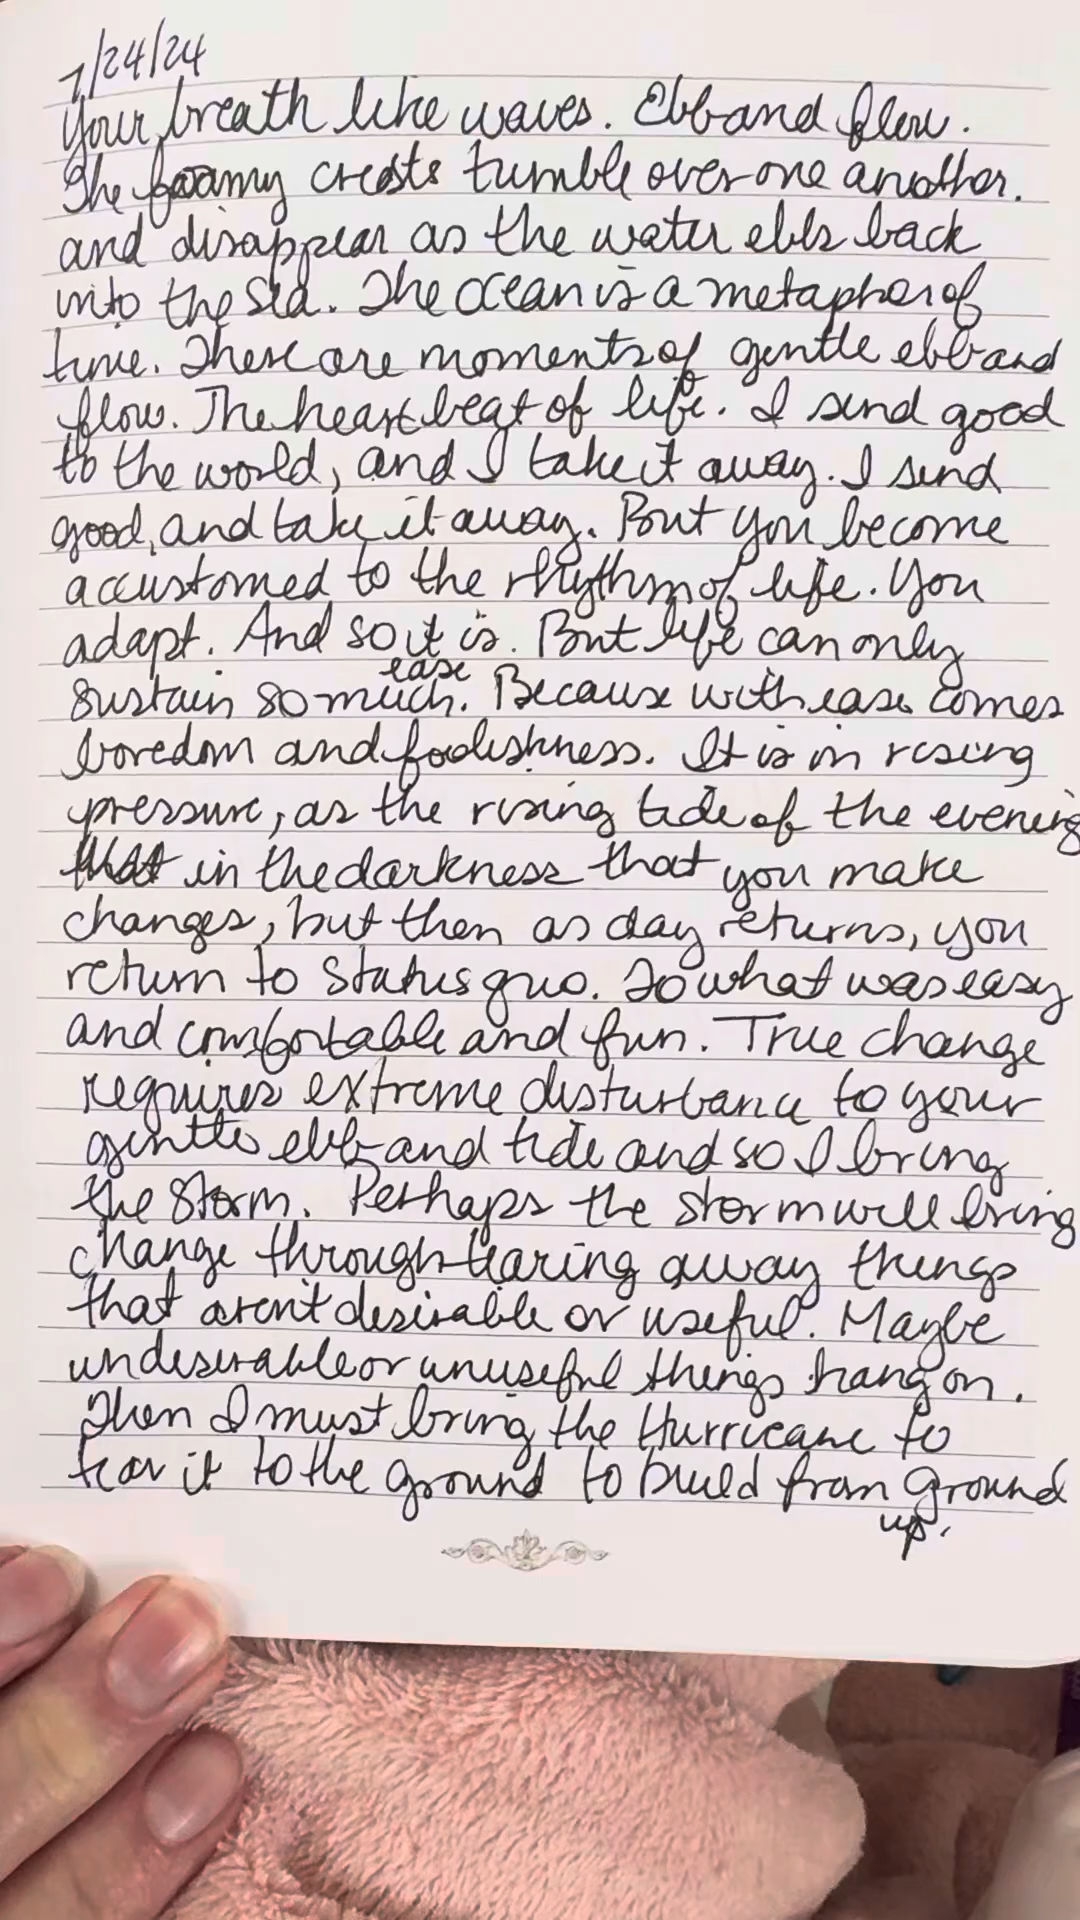 7/24/24
Your breath like waves. Ebb and flow.
The foamy crests tumble over one another.
and disappear as the water ebbs back
into the sea. The ocean is a metaphor of
time. There are moments of gentle ebb and
flow. The heartbeat of life. I send good
to the world, and I take it away. I send
good, and take it away. But you become
accustomed to the rhythm of life. You
adapt. And so it is. But life can only
sustain so much ease. Because with ease comes
boredom and foolishness. It is in rising
pressure, as the rising tide of the evening
in the darkness that you make
changes, but then as day returns, you
return to status quo. To what was easy
and comfortable and fun. True change
requires extreme disturbance to your
gentle ebb and tide and so I bring
the storm. Perhaps the storm will bring
change through tearing away things
that aren't desirable or useful. Maybe
undesirable or unuseful things hang on.
Then I must bring the Hurricane to
tear it to the ground to build from ground
up.